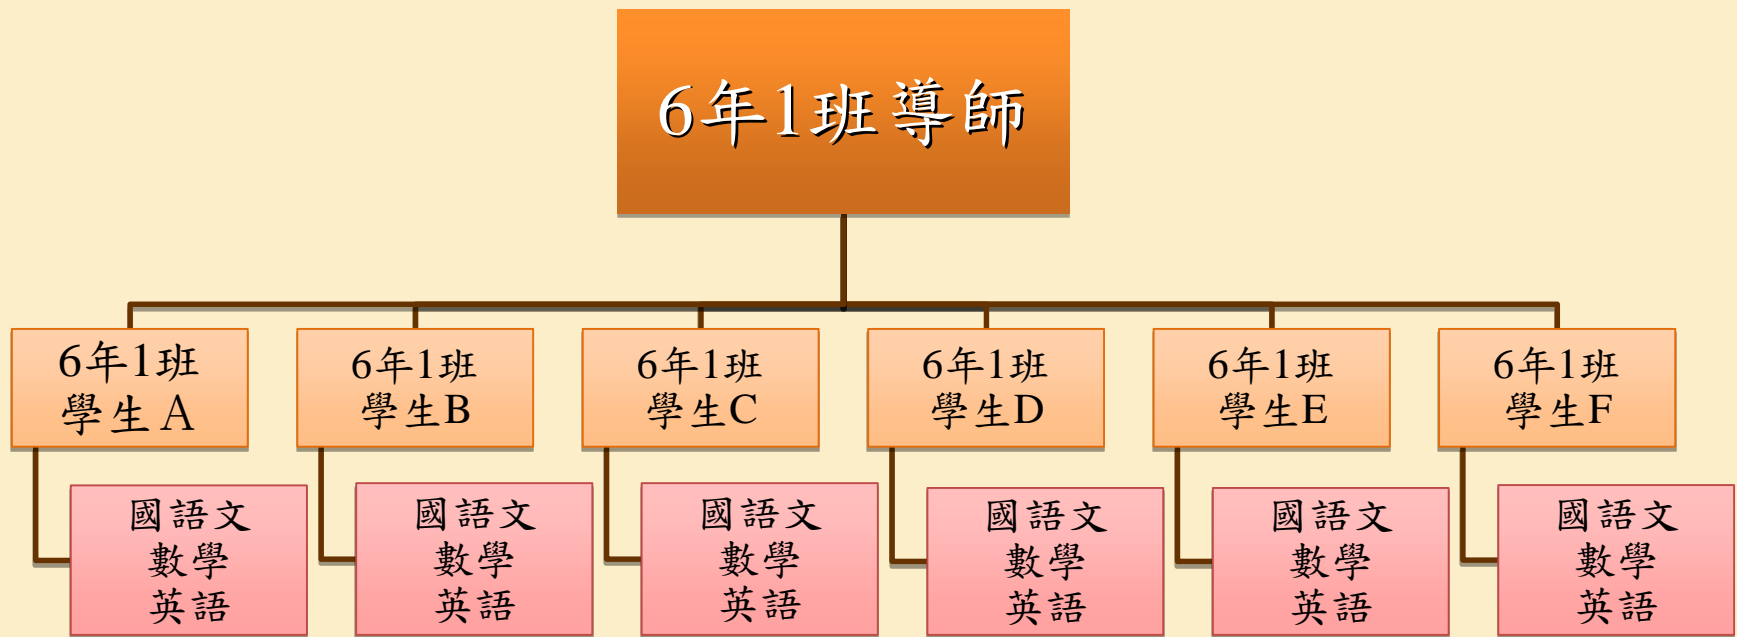 6年1班導師
6年1班
學生A
6年1班
學生B
6年1班
學生C
6年1班
學生D
6年1班
學生E
6年1班
學生F
國語文
數學
英語
國語文
數學
英語
國語文
數學
英語
國語文
數學
英語
國語文
數學
英語
國語文
數學
英語